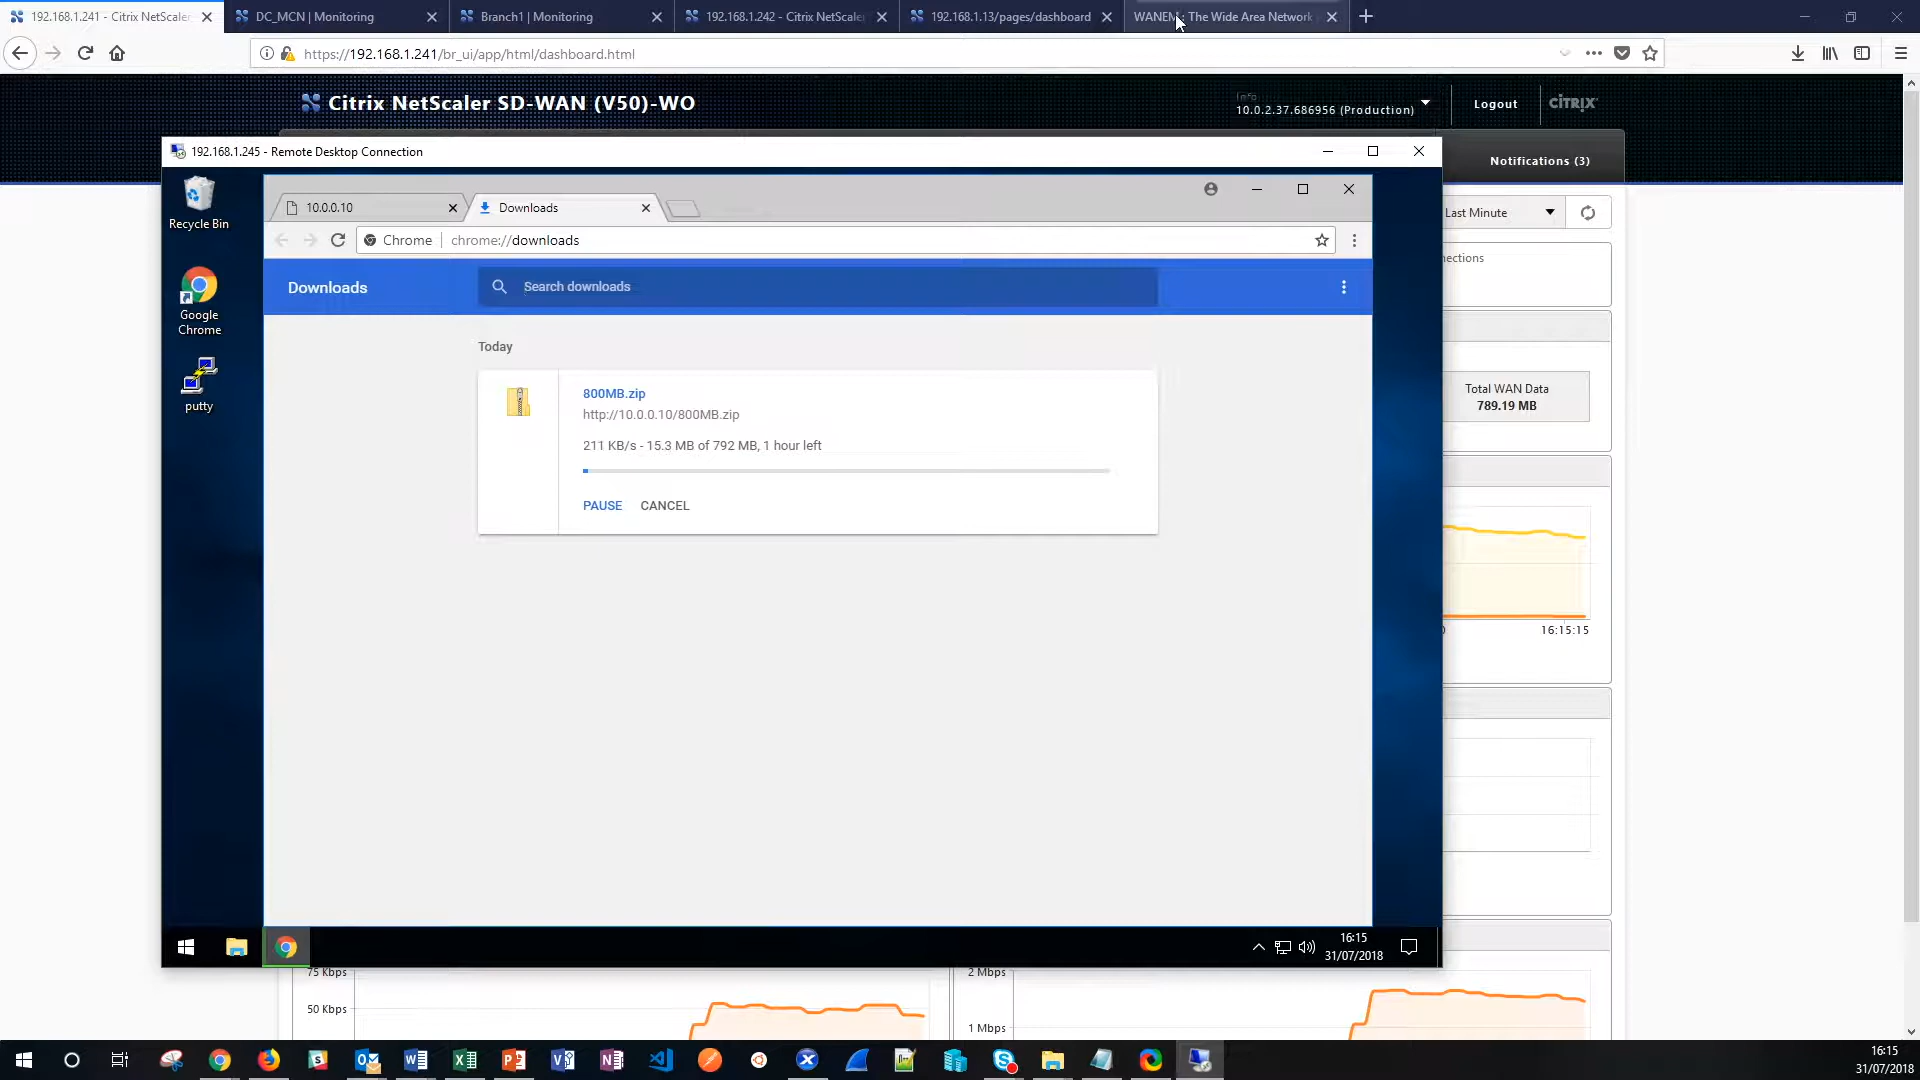 192.168.1.241 - Citrix NetScaler
DC_MCN | Monitoring
Branch1 | Monitoring
192.168.1.242 - Citrix NetScaler
192.168.1.13/pages/dashboard
WANEM : The Wide Area Network
https://192.168.1.241/br_ui/app/html/dashboard.html
Citrix NetScaler SD-WAN (V50)-WO
Info
10.0.2.37.686956 (Production)
Logout
CİTRIX
192.168.1.245 - Remote Desktop Connection
Notifications (3)
Recycle Bin
10.0.0.10
Downloads
Last Minute
Chrome
chrome://downloads
nections
Downloads
Search downloads
Google
Chrome
Today
800MB.zip
http://10.0.0.10/800MB.zip
211 KB/s - 15.3 MB of 792 MB, 1 hour left
PAUSE CANCEL
putty
Total WAN Data
789.19 MB
0
16:15:15
16:15
31/07/2018
75 Kbps
2 Mbps
50 Kbps
1 Mbps
16:15
31/07/2018